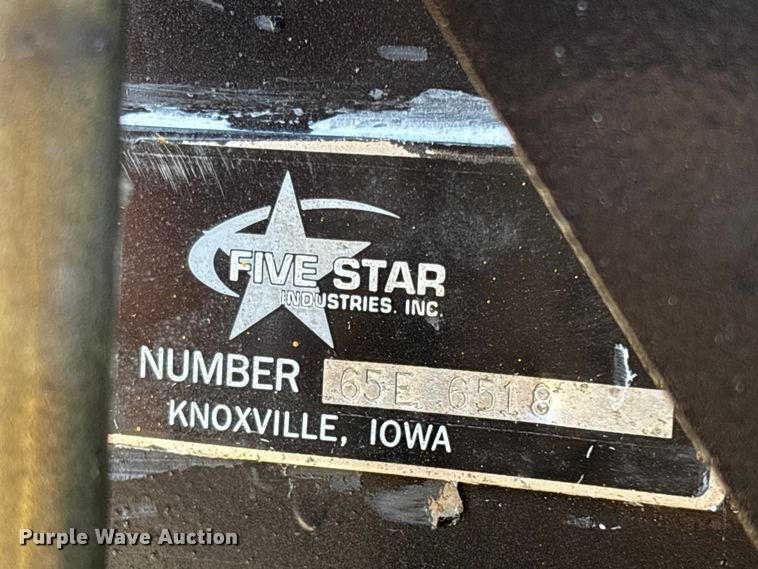 FIVE STAR
INDUSTRIES, INC.
NUMBER 65E 6518
KNOXVILLE, IOWA
Purple Wave Auction